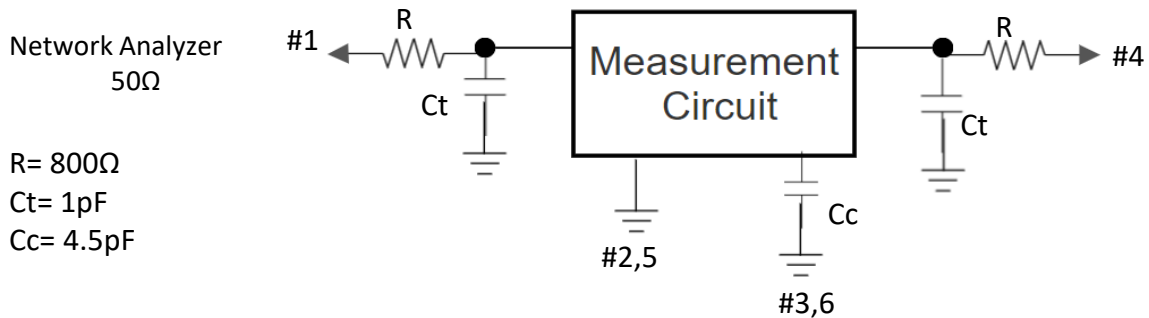 Network Analyzer
50Ω
R= 800Ω
Ct= 1pF
Cc= 4.5pF
#1
R
Ct
Measurement
Circuit
R
#4
Ct
Cc
#2,5
#3,6